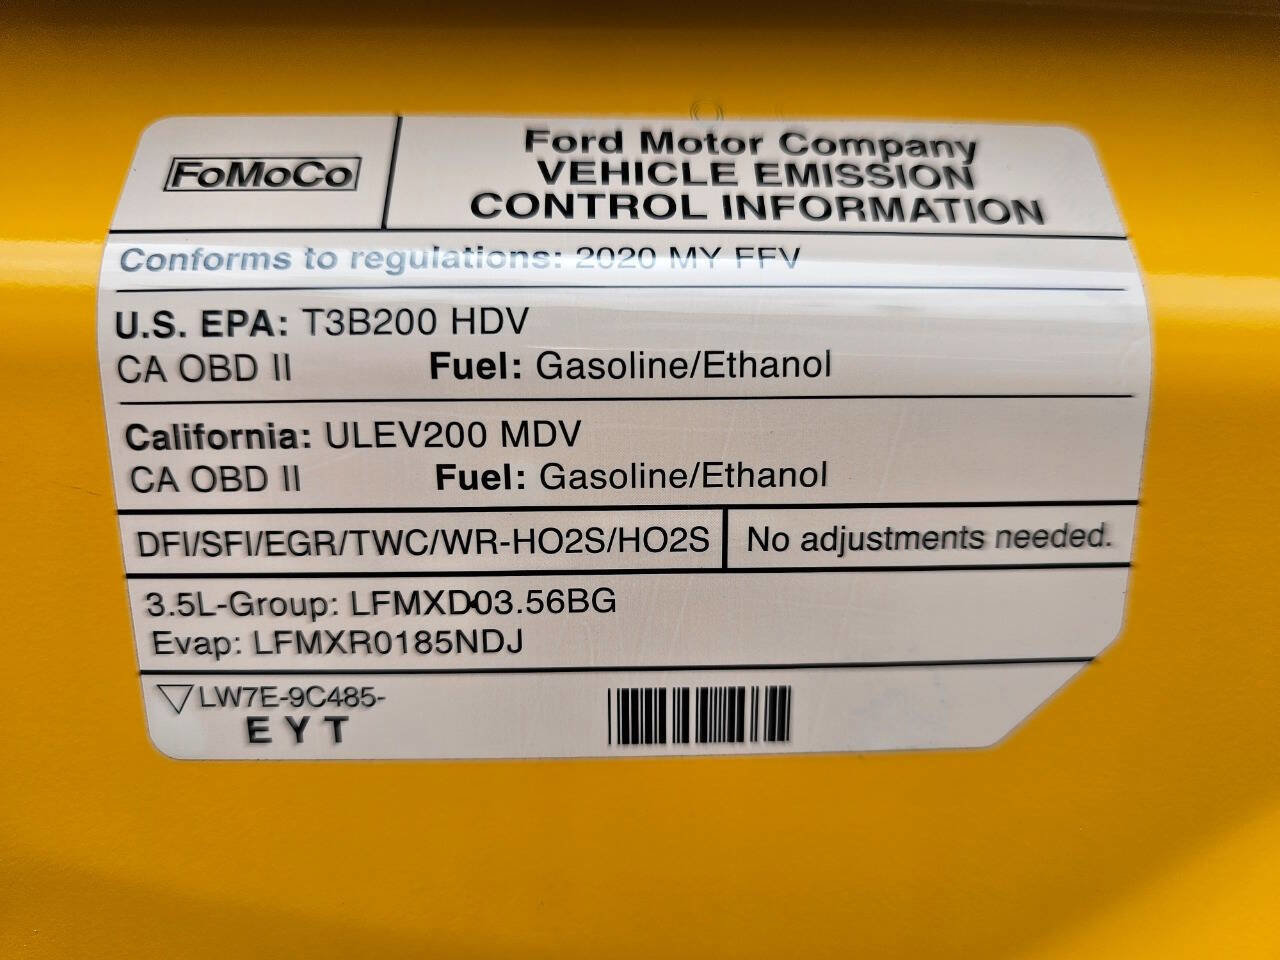 FoMoCo
Ford Motor Company
VEHICLE EMISSION
CONTROL INFORMATION
Conforms to regulations: 2020 MY FFV
U.S. EPA: T3B200 HDV
CA OBD II Fuel: Gasoline/Ethanol
California: ULEV200 MDV
CA OBD II Fuel: Gasoline/Ethanol
DFI/SFI/EGR/TWC/WR-HO2S/HO2S No adjustments needed.
3.5L-Group: LFMXD03.56BG
Evap: LFMXR0185NDJ
LW7E-9C485-
EYT